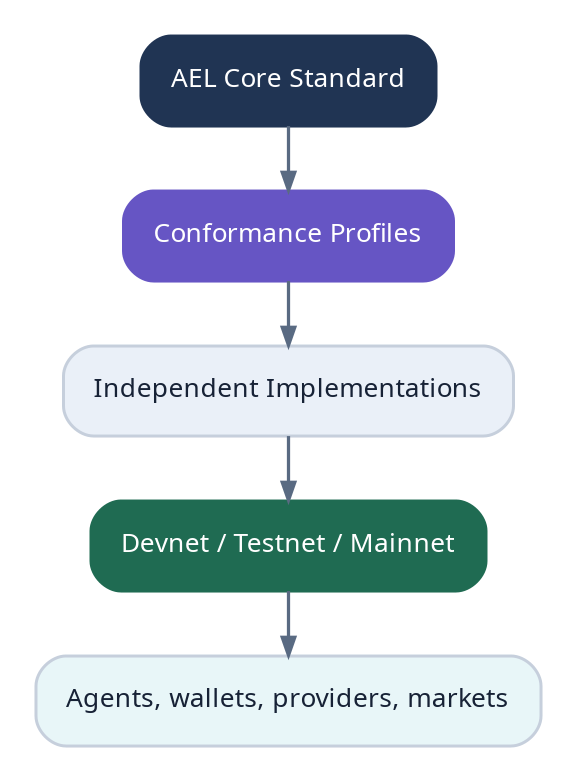 AEL Core Standard
Conformance Profiles
Independent Implementations
Devnet / Testnet / Mainnet
Agents, wallets, providers, markets